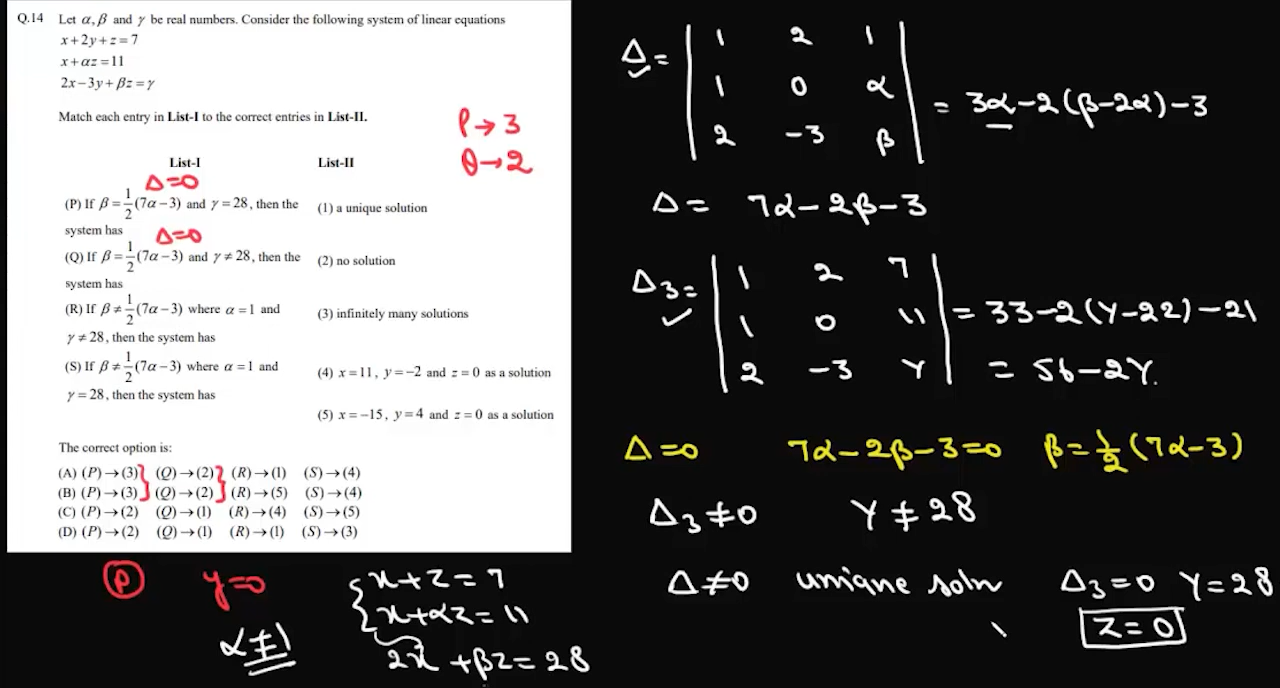 Q.14 Let α, β and γ be real numbers. Consider the following system of linear equations
x+2y+z=7
x+αz=11
2x−3y+βz=γ
Match each entry in List-I to the correct entries in List-II.
P→3
Q→2
List-I List-II
Δ=0
(P) If β=1/2(7α−3) and γ=28, then the (1) a unique solution
system has
Δ=0
(Q) If β=1/2(7α−3) and γ≠28, then the (2) no solution
system has
(R) If β≠1/2(7α−3) where α=1 and (3) infinitely many solutions
γ≠28, then the system has
(S) If β≠1/2(7α−3) where α=1 and (4) x=11, y=−2 and z=0 as a solution
γ=28, then the system has
(5) x=−15, y=4 and z=0 as a solution
The correct option is:
(A) (P)→(3) (Q)→(2) (R)→(1) (S)→(4)
(B) (P)→(3) (Q)→(2) (R)→(5) (S)→(4)
(C) (P)→(2) (Q)→(1) (R)→(4) (S)→(5)
(D) (P)→(2) (Q)→(1) (R)→(1) (S)→(3)
Δ= | 1 2 1 |
| 1 0 α | = 3α−2(β−2α)−3
| 2 −3 β |
Δ= 7α−2β−3
Δ3= | 1 2 7 |
| 1 0 11 | = 33−2(γ−22)−21
| 2 −3 γ | = 56−2γ.
Δ=0 7α−2β−3=0 β=1/2(7α−3)
Δ3≠0 γ≠28
Δ≠0 unique soln Δ3=0 γ=28
z=0
P y=0 x+z=7
α≠1 x+αz=11
2x+βz=28